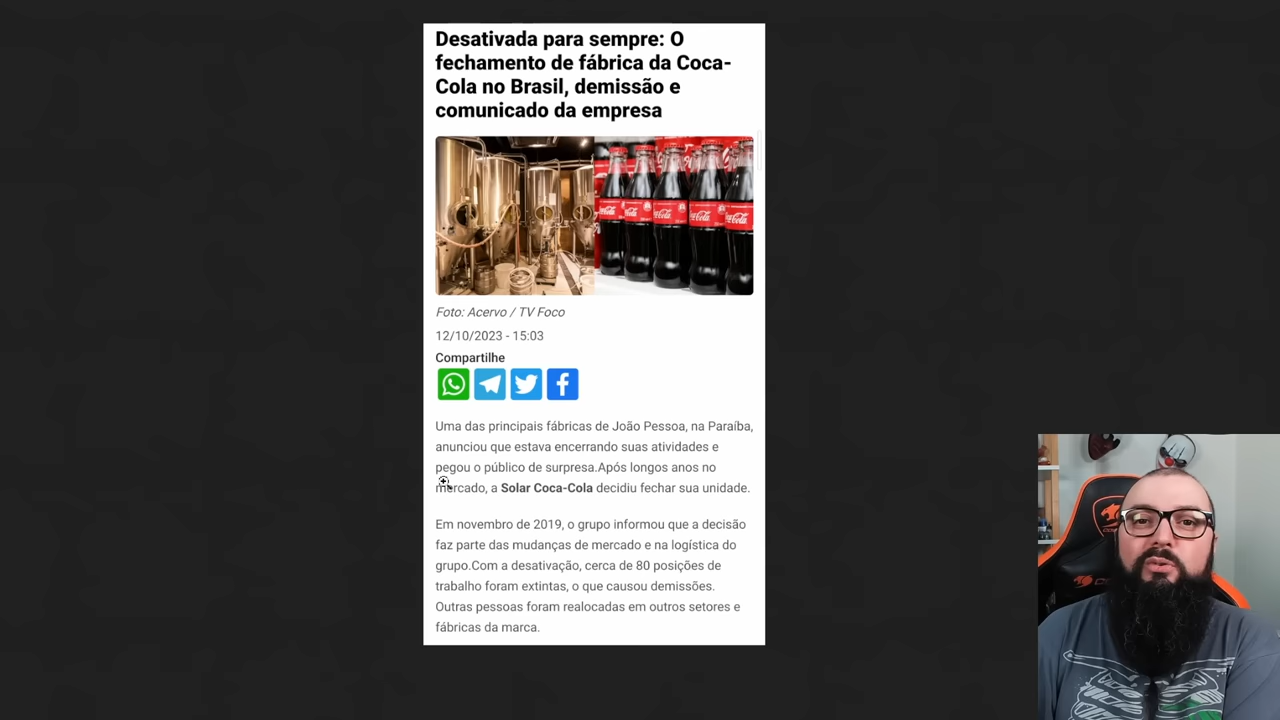 Desativada para sempre: O
fechamento de fábrica da Coca-
Cola no Brasil, demissão e
comunicado da empresa
Foto: Acervo / TV Foco
12/10/2023 - 15:03
Compartilhe
Uma das principais fábricas de João Pessoa, na Paraíba,
anunciou que estava encerrando suas atividades e
pegou o público de surpresa.Após longos anos no
mercado, a Solar Coca-Cola decidiu fechar sua unidade.
Em novembro de 2019, o grupo informou que a decisão
faz parte das mudanças de mercado e na logística do
grupo.Com a desativação, cerca de 80 posições de
trabalho foram extintas, o que causou demissões.
Outras pessoas foram realocadas em outros setores e
fábricas da marca.